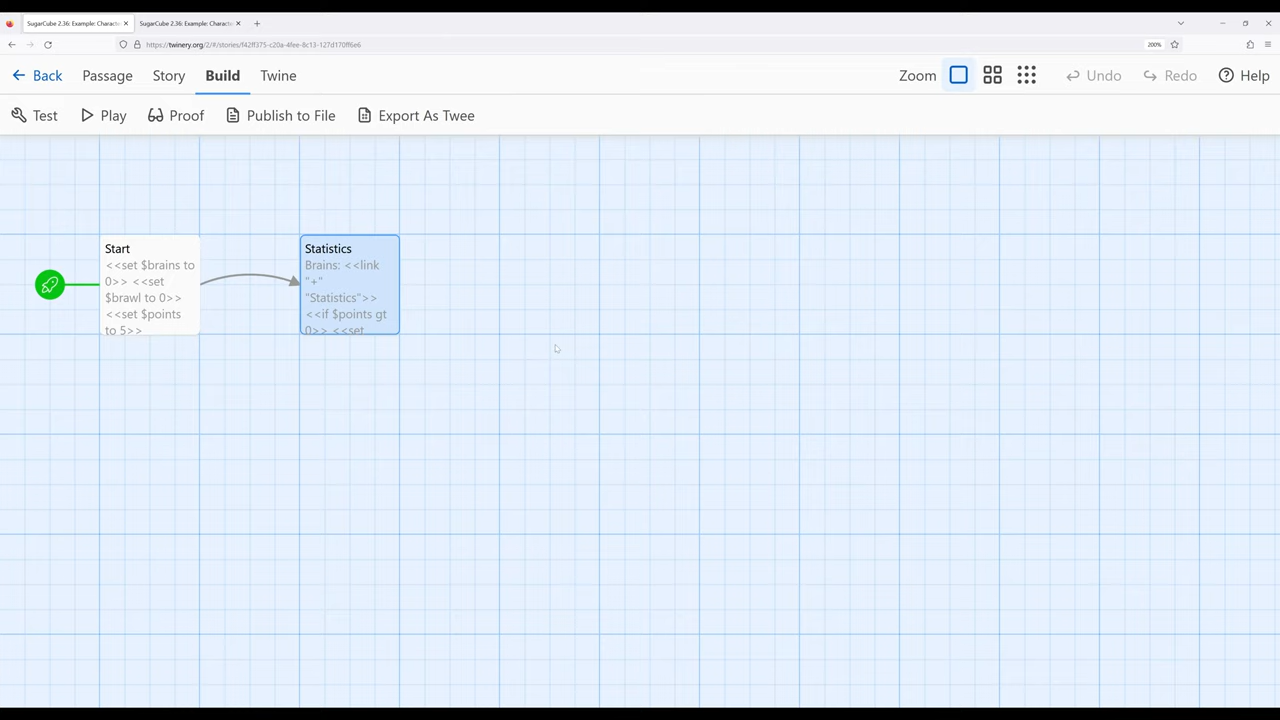 SugarCube 2.36: Example: Characte
SugarCube 2.36: Example: Charact
https://twinery.org/2/#/stories/f42ff375-c20a-4fee-8c13-127d170ff6e6
200%
Back Passage Story Build Twine Zoom Undo Redo Help
Test Play Proof Publish to File Export As Twee
Start
<<set $brains to
0>> <<set
$brawl to 0>>
<<set $points
to 5>>
Statistics
Brains: <<link
"+"
"Statistics">>
<<if $points gt
0>> <<set